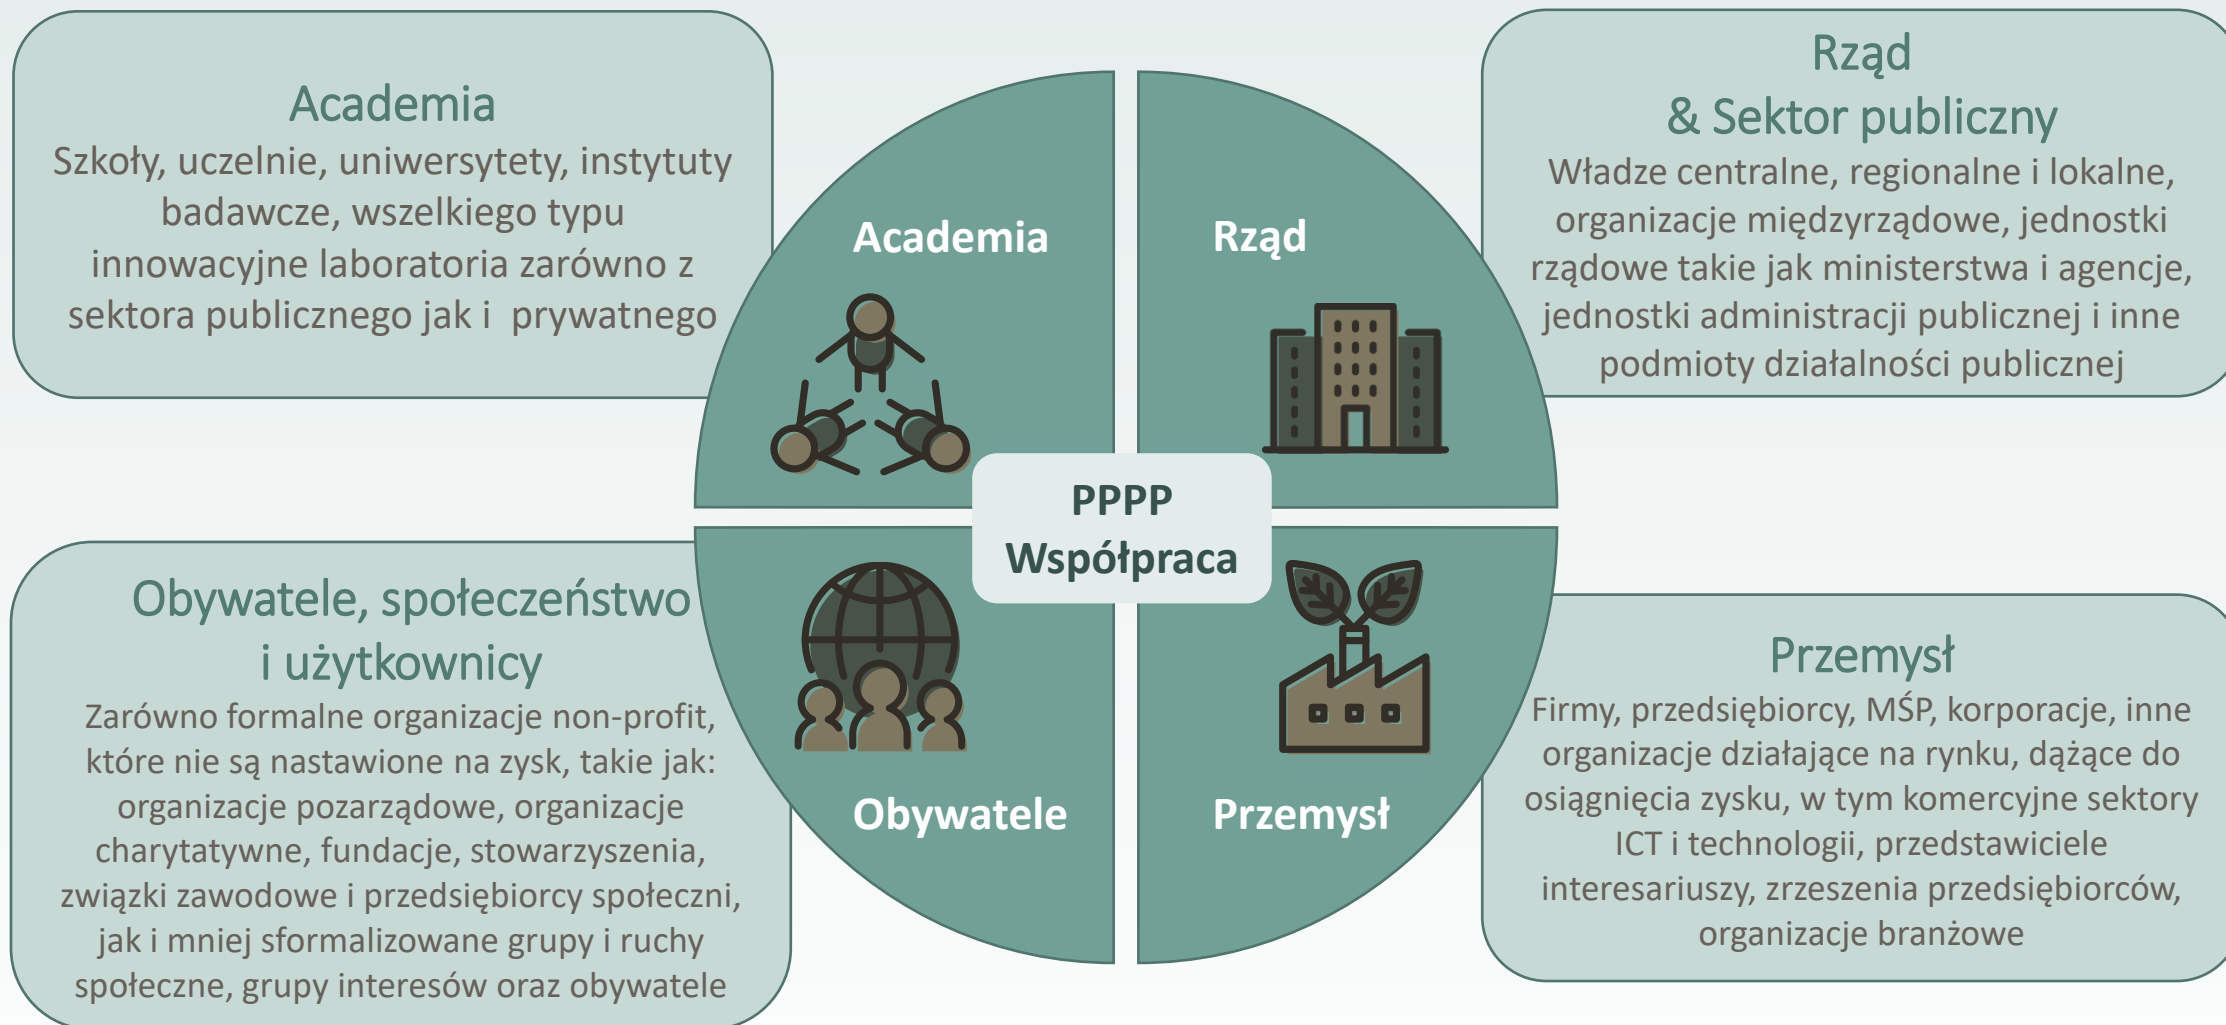 Academia
Szkoły, uczelnie, uniwersytety, instytuty
badawcze, wszelkiego typu
innowacyjne laboratoria zarówno z
sektora publicznego jak i  prywatnego
Rząd
& Sektor publiczny
Władze centralne, regionalne i lokalne,
organizacje międzyrządowe, jednostki
rządowe takie jak ministerstwa i agencje,
jednostki administracji publicznej i inne
podmioty działalności publicznej
Academia
Rząd
PPPP
Współpraca
Obywatele
Przemysł
Obywatele, społeczeństwo
i użytkownicy
Zarówno formalne organizacje non-profit,
które nie są nastawione na zysk, takie jak:
organizacje pozarządowe, organizacje
charytatywne, fundacje, stowarzyszenia,
związki zawodowe i przedsiębiorcy społeczni,
jak i mniej sformalizowane grupy i ruchy
społeczne, grupy interesów oraz obywatele
Przemysł
Firmy, przedsiębiorcy, MŚP, korporacje, inne
organizacje działające na rynku, dążące do
osiągnięcia zysku, w tym komercyjne sektory
ICT i technologii, przedstawiciele
interesariuszy, zrzeszenia przedsiębiorców,
organizacje branżowe